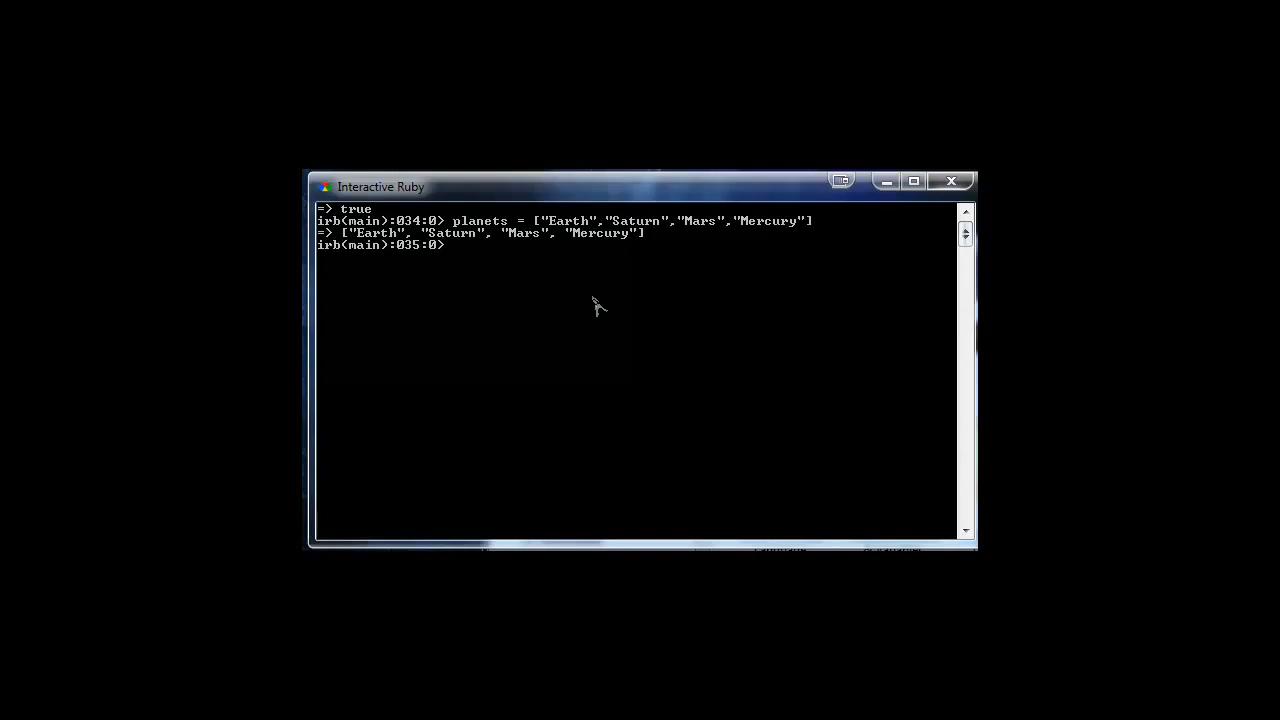 Interactive Ruby
=> true
irb(main):034:0> planets = ["Earth","Saturn","Mars","Mercury"]
=> ["Earth", "Saturn", "Mars", "Mercury"]
irb(main):035:0>